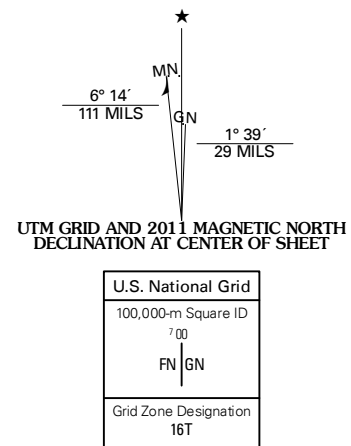 ★
MN
6° 14´
111 MILS
GN
1° 39´
29 MILS
UTM GRID AND 2011 MAGNETIC NORTH
DECLINATION AT CENTER OF SHEET
U.S. National Grid
100,000-m Square ID
⁷00
FN GN
Grid Zone Designation
16T